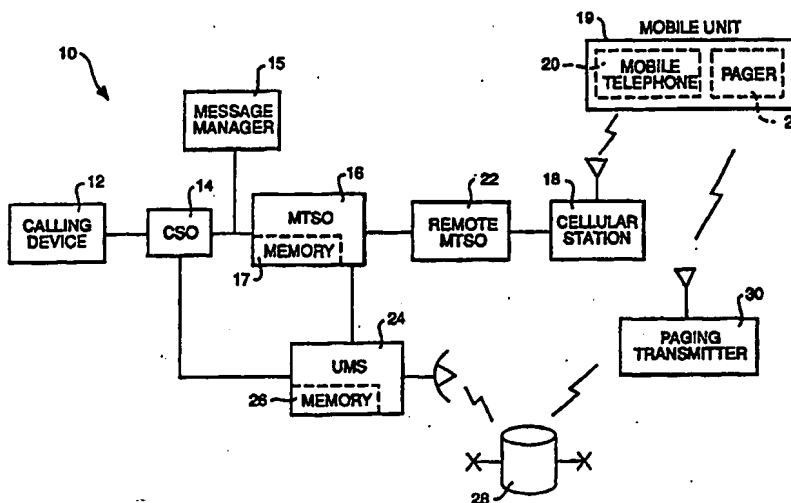 10
15
MESSAGE
MANAGER
19
MOBILE UNIT
20
MOBILE
TELEPHONE
PAGER
2
12
CALLING
DEVICE
14
CSO
16
MTSO
MEMORY
17
22
REMOTE
MTSO
18
CELLULAR
STATION
24
UMS
26
MEMORY
30
PAGING
TRANSMITTER
28